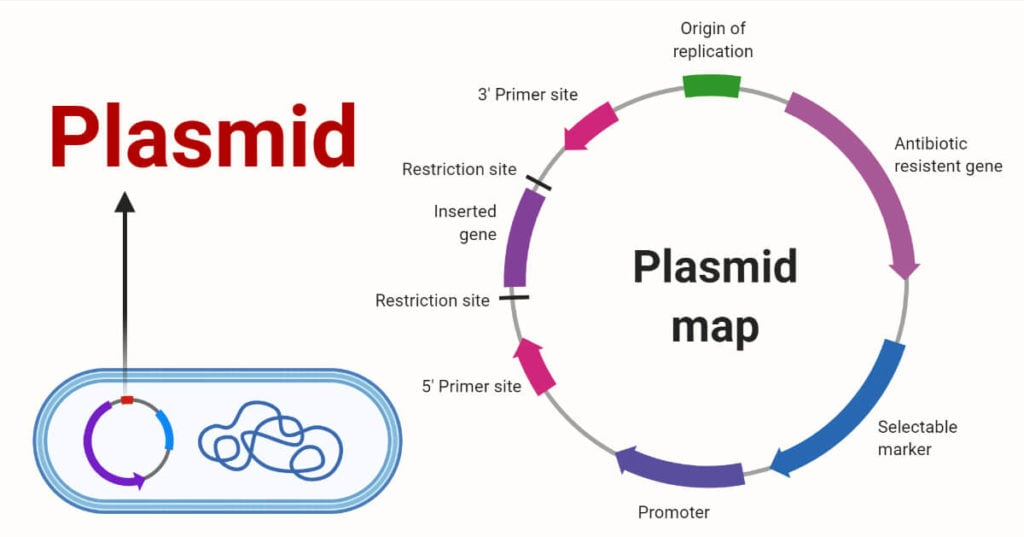 Plasmid
Origin of
replication
3' Primer site
Antibiotic
resistent gene
Restriction site
Inserted
gene
Plasmid
map
Restriction site
5' Primer site
Selectable
marker
Promoter